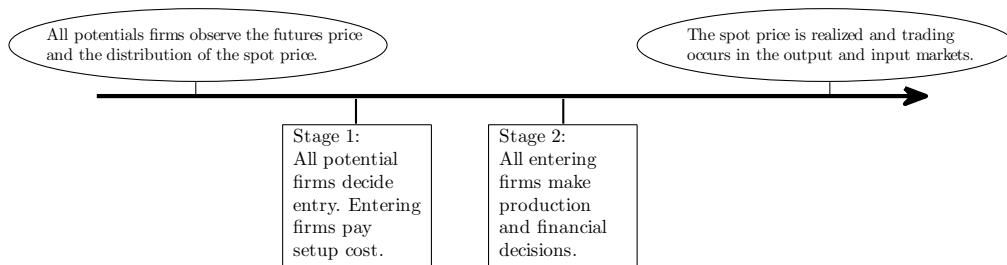 All potentials firms observe the futures price
and the distribution of the spot price.
The spot price is realized and trading
occurs in the output and input markets.
Stage 1:
All potential
firms decide
entry. Entering
firms pay
setup cost.
Stage 2:
All entering
firms make
production
and financial
decisions.